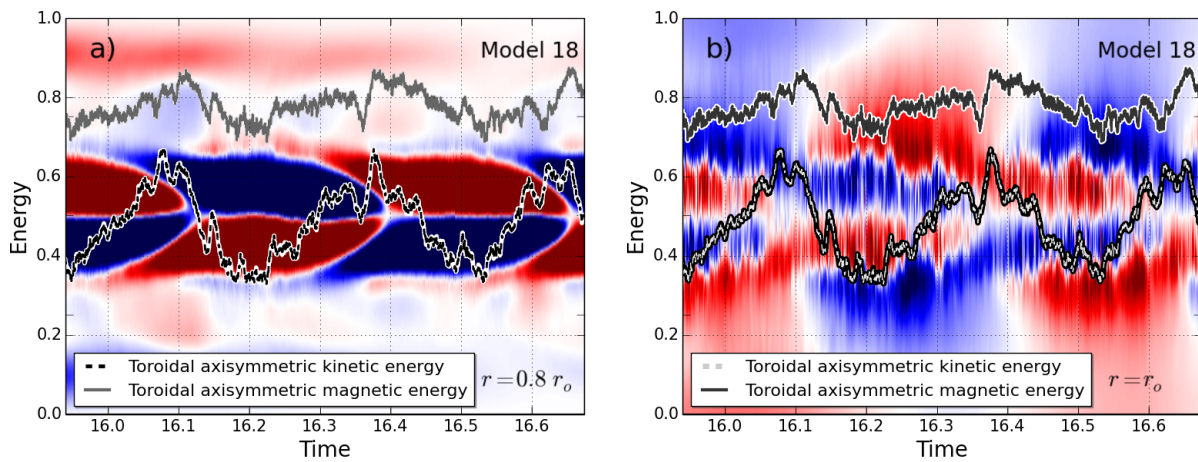 a)
Model 18
1.0
0.8
0.6
0.4
0.2
0.0
Energy
Toroidal axisymmetric kinetic energy
Toroidal axisymmetric magnetic energy
r = 0.8 r_o
16.0 16.1 16.2 16.3 16.4 16.5 16.6
Time
b)
Model 18
1.0
0.8
0.6
0.4
0.2
0.0
Energy
Toroidal axisymmetric kinetic energy
Toroidal axisymmetric magnetic energy
r = r_o
16.0 16.1 16.2 16.3 16.4 16.5 16.6
Time